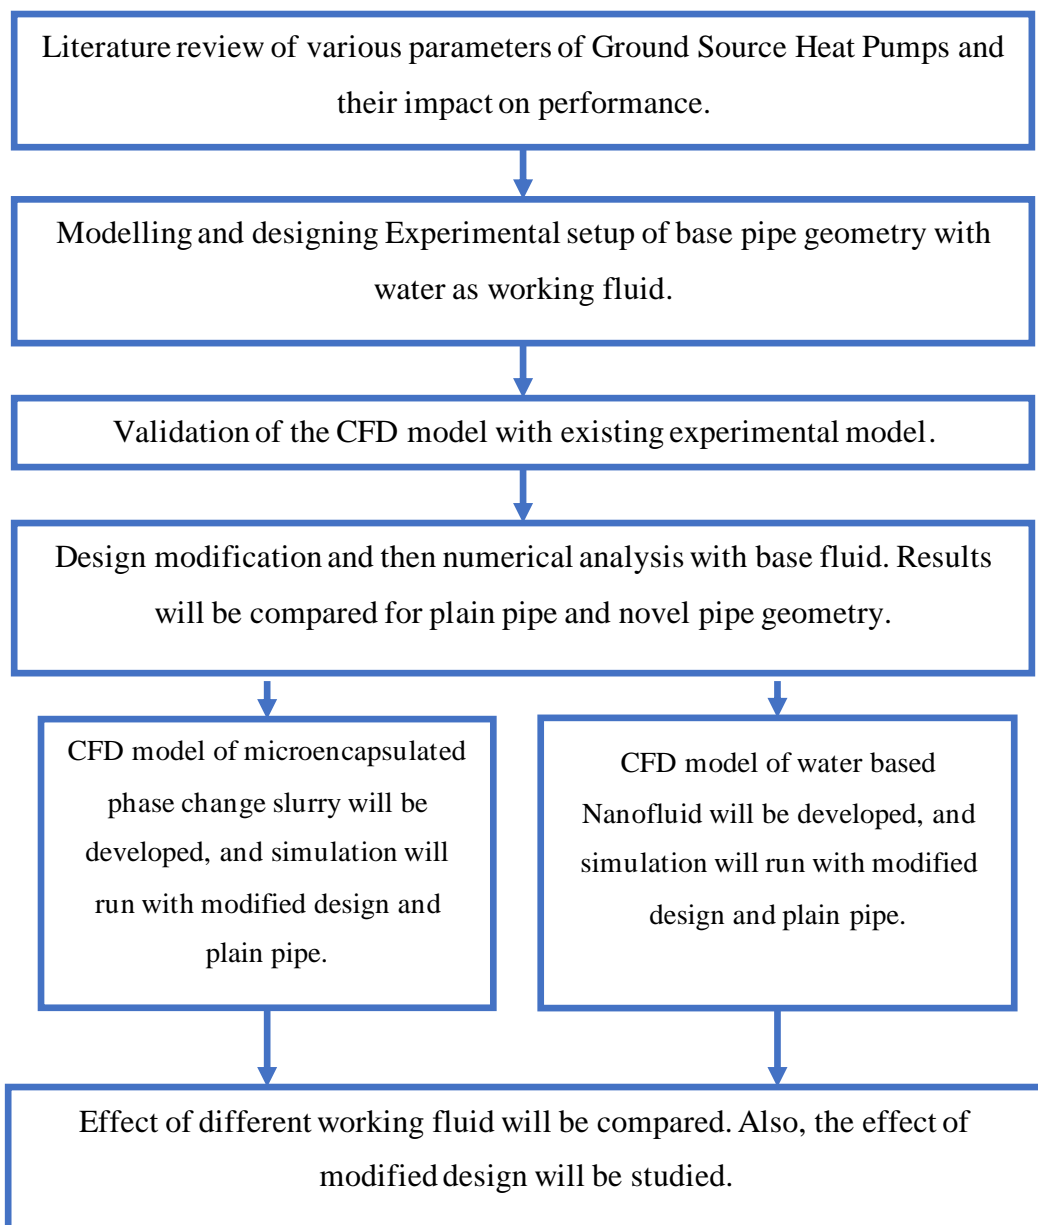 Literature review of various parameters of Ground Source Heat Pumps and
their impact on performance.
Modelling and designing Experimental setup of base pipe geometry with
water as working fluid.
Validation of the CFD model with existing experimental model.
Design modification and then numerical analysis with base fluid. Results
will be compared for plain pipe and novel pipe geometry.
CFD model of microencapsulated
phase change slurry will be
developed, and simulation will
run with modified design and
plain pipe.
CFD model of water based
Nanofluid will be developed, and
simulation will run with modified
design and plain pipe.
Effect of different working fluid will be compared. Also, the effect of
modified design will be studied.